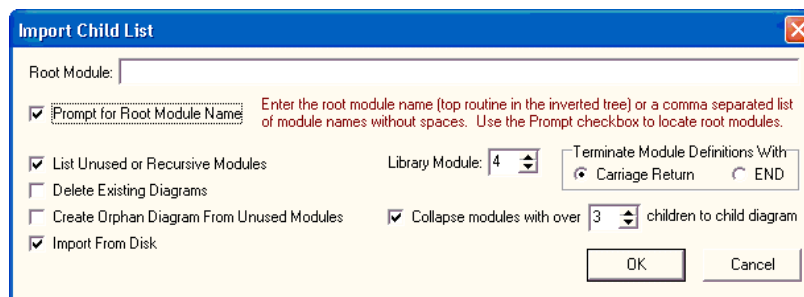 Import Child List
Root Module:
Prompt for Root Module Name
Enter the root module name (top routine in the inverted tree) or a comma separated list
of module names without spaces. Use the Prompt checkbox to locate root modules.
List Unused or Recursive Modules
Library Module: 4
Terminate Module Definitions With
Carriage Return END
Delete Existing Diagrams
Create Orphan Diagram From Unused Modules
Collapse modules with over 3 children to child diagram
Import From Disk
OK Cancel